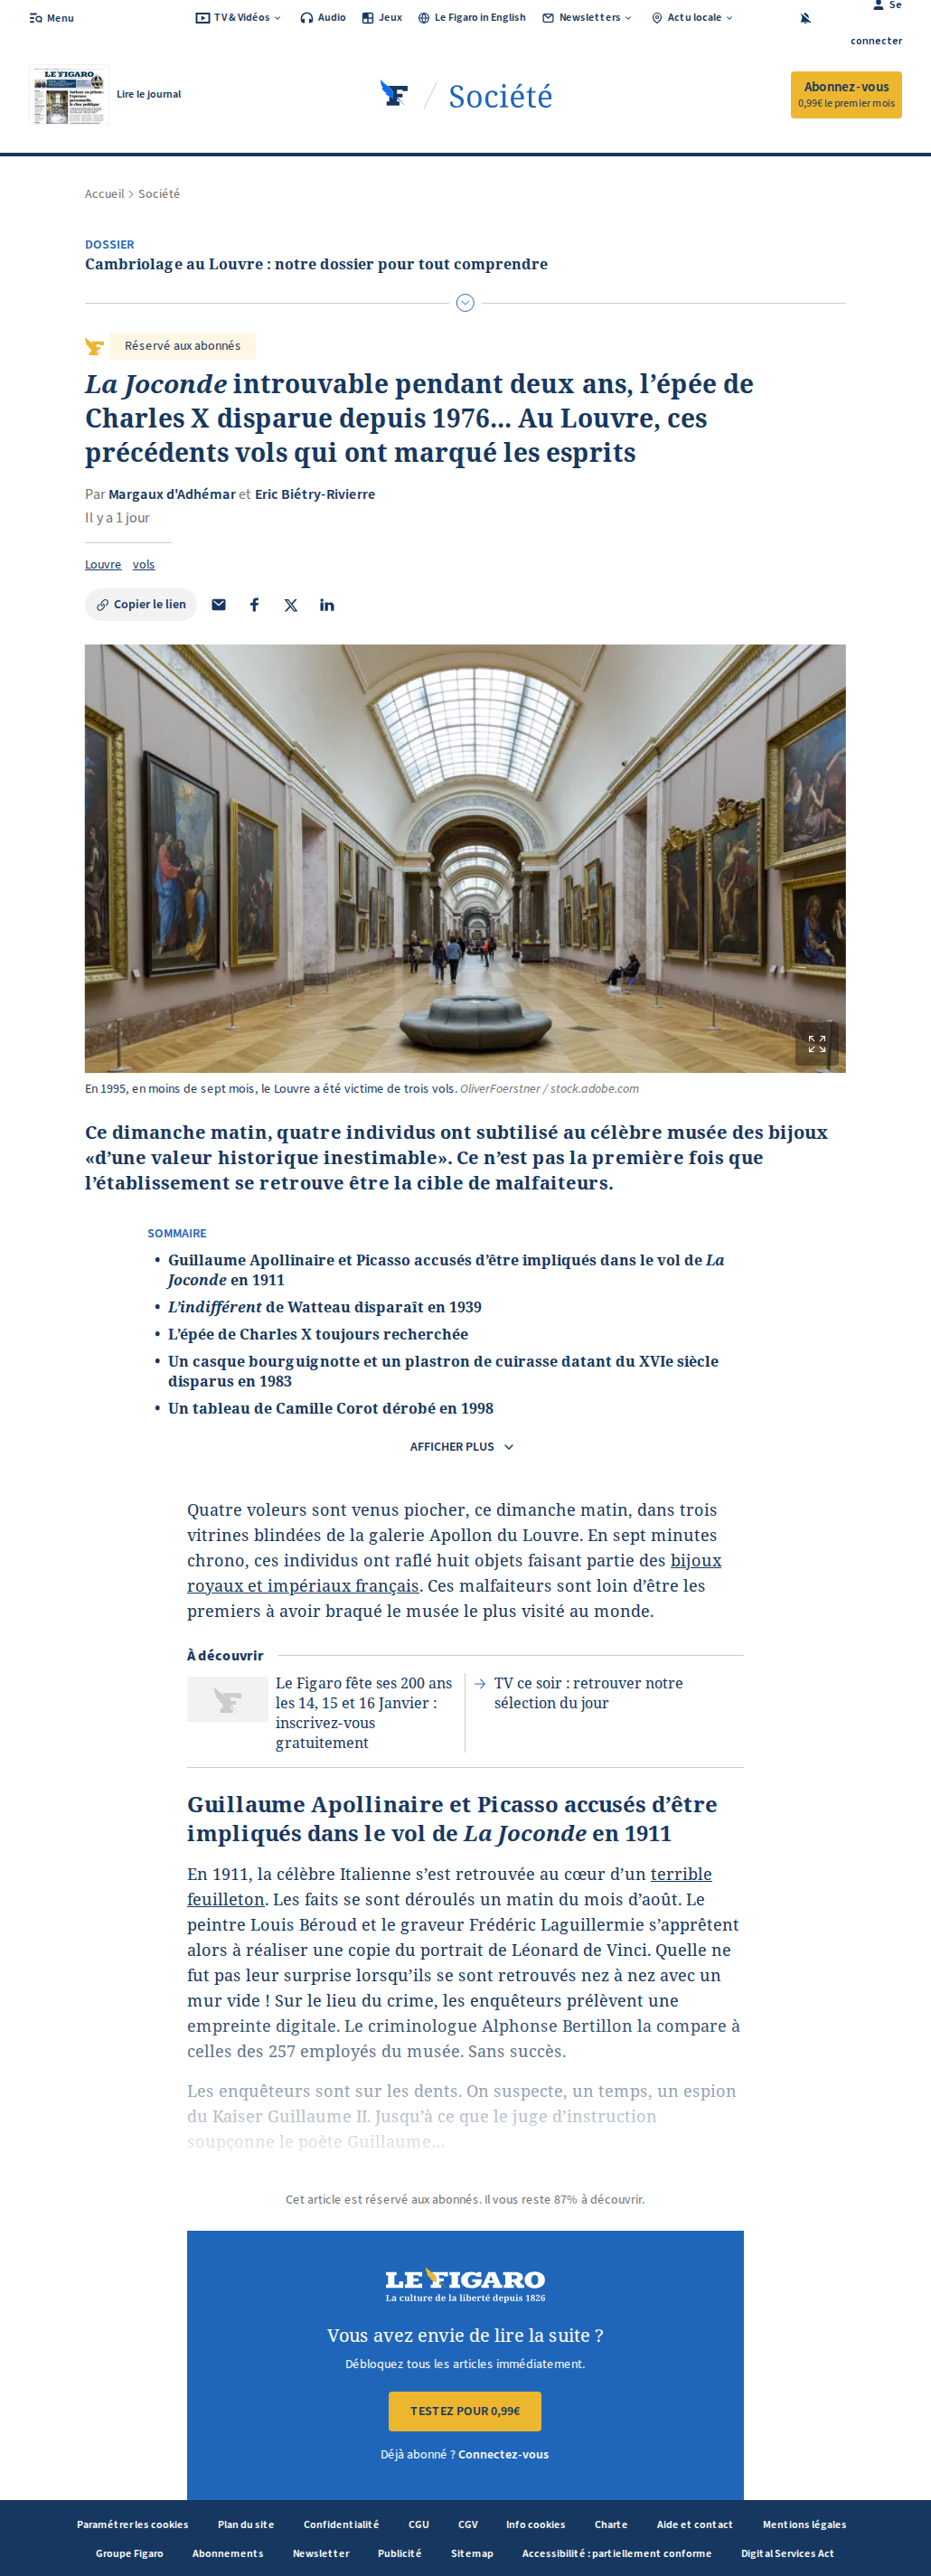 Menu
TV & Vidéos
Audio
Jeux
Le Figaro in English
Newsletters
Actu locale
Se connecter
LE FIGARO
Lire le journal
Société
Abonnez-vous
0,99€ le premier mois
Accueil > Société
DOSSIER
Cambriolage au Louvre : notre dossier pour tout comprendre
Réservé aux abonnés
La Joconde introuvable pendant deux ans, l’épée de
Charles X disparue depuis 1976... Au Louvre, ces
précédents vols qui ont marqué les esprits
Par Margaux d'Adhémar et Eric Biétry-Rivierre
Il y a 1 jour
Louvre vols
Copier le lien
En 1995, en moins de sept mois, le Louvre a été victime de trois vols. OliverFoerstner / stock.adobe.com
Ce dimanche matin, quatre individus ont subtilisé au célèbre musée des bijoux
«d’une valeur historique inestimable». Ce n’est pas la première fois que
l’établissement se retrouve être la cible de malfaiteurs.
SOMMAIRE
• Guillaume Apollinaire et Picasso accusés d’être impliqués dans le vol de La
Joconde en 1911
• L’indifférent de Watteau disparaît en 1939
• L’épée de Charles X toujours recherchée
• Un casque bourguignotte et un plastron de cuirasse datant du XVIe siècle
disparus en 1983
• Un tableau de Camille Corot dérobé en 1998
AFFICHER PLUS
Quatre voleurs sont venus piocher, ce dimanche matin, dans trois
vitrines blindées de la galerie Apollon du Louvre. En sept minutes
chrono, ces individus ont raflé huit objets faisant partie des bijoux
royaux et impériaux français. Ces malfaiteurs sont loin d’être les
premiers à avoir braqué le musée le plus visité au monde.
À découvrir
Le Figaro fête ses 200 ans
les 14, 15 et 16 Janvier :
inscrivez-vous
gratuitement
TV ce soir : retrouver notre
sélection du jour
Guillaume Apollinaire et Picasso accusés d’être
impliqués dans le vol de La Joconde en 1911
En 1911, la célèbre Italienne s’est retrouvée au cœur d’un terrible
feuilleton. Les faits se sont déroulés un matin du mois d’août. Le
peintre Louis Béroud et le graveur Frédéric Laguillermie s’apprêtent
alors à réaliser une copie du portrait de Léonard de Vinci. Quelle ne
fut pas leur surprise lorsqu’ils se sont retrouvés nez à nez avec un
mur vide ! Sur le lieu du crime, les enquêteurs prélèvent une
empreinte digitale. Le criminologue Alphonse Bertillon la compare à
celles des 257 employés du musée. Sans succès.
Les enquêteurs sont sur les dents. On suspecte, un temps, un espion
du Kaiser Guillaume II. Jusqu’à ce que le juge d’instruction
soupçonne le poète Guillaume...
Cet article est réservé aux abonnés. Il vous reste 87% à découvrir.
LE FIGARO
La culture de la liberté depuis 1826
Vous avez envie de lire la suite ?
Débloquez tous les articles immédiatement.
TESTEZ POUR 0,99€
Déjà abonné ? Connectez-vous
Paramétrer les cookies
Plan du site
Confidentialité
CGU
CGV
Info cookies
Charte
Aide et contact
Mentions légales
Groupe Figaro
Abonnements
Newsletter
Publicité
Sitemap
Accessibilité : partiellement conforme
Digital Services Act